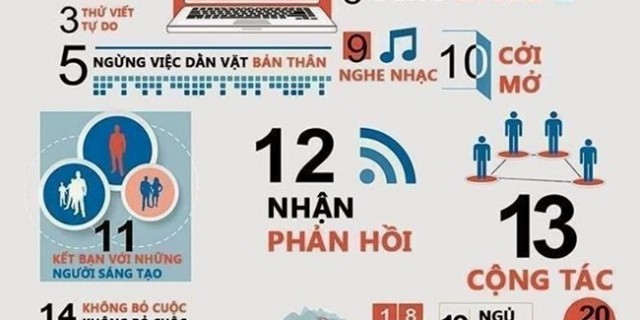 3 THỬ VIẾT
TỰ DO
5 NGỪNG VIỆC DẰN VẶT BẢN THÂN
9
NGHE NHẠC
10 CỞI
MỞ
11
KẾT BẠN VỚI NHỮNG
NGƯỜI SÁNG TẠO
12
NHẬN
PHẢN HỒI
13
CỘNG TÁC
14 KHÔNG BỎ CUỘC
18
NGỦ
20